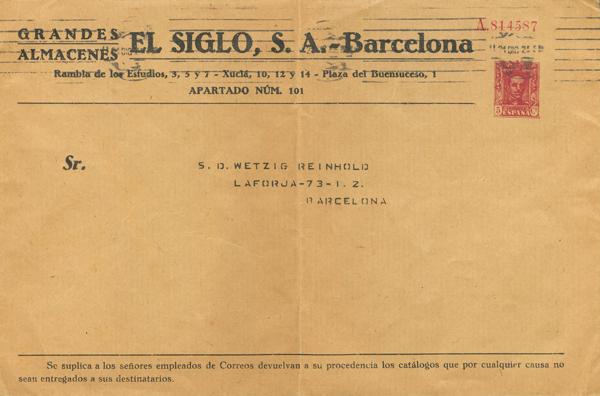 GRANDES
ALMACENES
EL SIGLO, S. A.-Barcelona
A.814587
Rambla de los Estudios, 3, 5 y 7 - Xuclá, 10, 12 y 14 - Plaza del Buensuceso, 1
APARTADO NÚM. 101
5 5
ESPAÑA
Sr.
S. D. WETZIG REINHOLD
LAFORJA-73-1. 2.
BARCELONA
Se suplica a los señores empleados de Correos devuelvan a su procedencia los catálogos que por cualquier causa no
sean entregados a sus destinatarios.